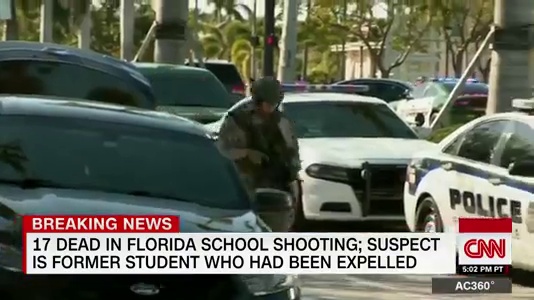 POLICE
BREAKING NEWS
17 DEAD IN FLORIDA SCHOOL SHOOTING; SUSPECT
IS FORMER STUDENT WHO HAD BEEN EXPELLED
CNN
5:02 PM PT
AC360°